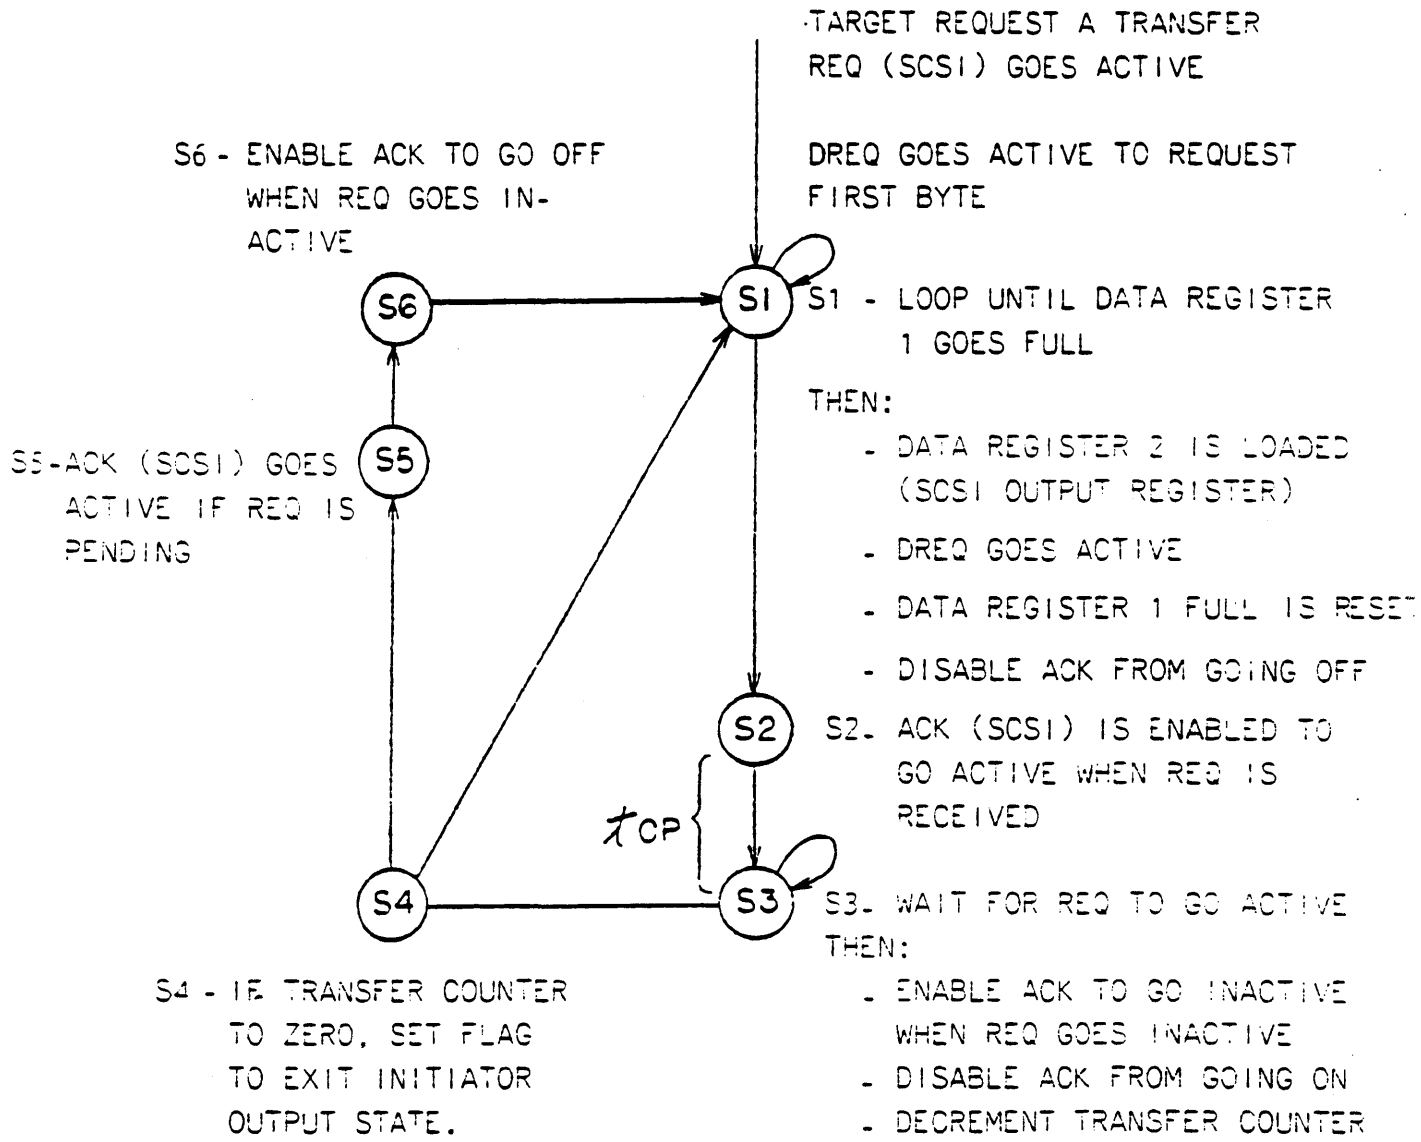 TARGET REQUEST A TRANSFER
REQ (SCSI) GOES ACTIVE
DREQ GOES ACTIVE TO REQUEST
FIRST BYTE
S6 - ENABLE ACK TO GO OFF
WHEN REQ GOES IN-
ACTIVE
S6
S1
S1 - LOOP UNTIL DATA REGISTER
1 GOES FULL
THEN:
- DATA REGISTER 2 IS LOADED
(SCSI OUTPUT REGISTER)
- DREQ GOES ACTIVE
- DATA REGISTER 1 FULL IS RESET
- DISABLE ACK FROM GOING OFF
S5-ACK (SCSI) GOES
ACTIVE IF REQ IS
PENDING
S5
S2
S2- ACK (SCSI) IS ENABLED TO
GO ACTIVE WHEN REQ IS
RECEIVED
tCP
S4
S3
S3- WAIT FOR REQ TO GO ACTIVE
THEN:
- ENABLE ACK TO GO INACTIVE
WHEN REQ GOES INACTIVE
- DISABLE ACK FROM GOING ON
- DECREMENT TRANSFER COUNTER
S4 - IF TRANSFER COUNTER
TO ZERO, SET FLAG
TO EXIT INITIATOR
OUTPUT STATE.